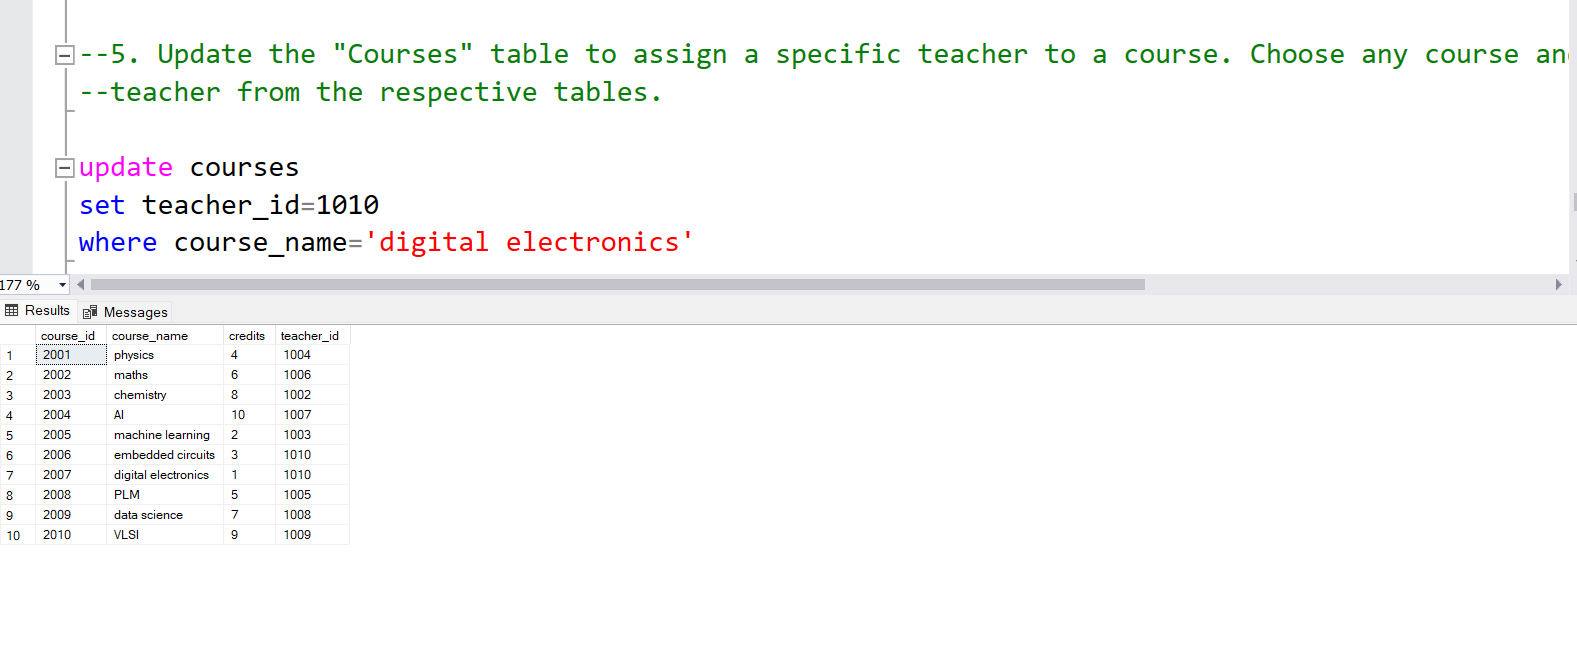 --5. Update the "Courses" table to assign a specific teacher to a course. Choose any course an
--teacher from the respective tables.
update courses
set teacher_id=1010
where course_name='digital electronics'
177 %
Results Messages
course_id course_name credits teacher_id
1 2001 physics 4 1004
2 2002 maths 6 1006
3 2003 chemistry 8 1002
4 2004 AI 10 1007
5 2005 machine learning 2 1003
6 2006 embedded circuits 3 1010
7 2007 digital electronics 1 1010
8 2008 PLM 5 1005
9 2009 data science 7 1008
10 2010 VLSI 9 1009